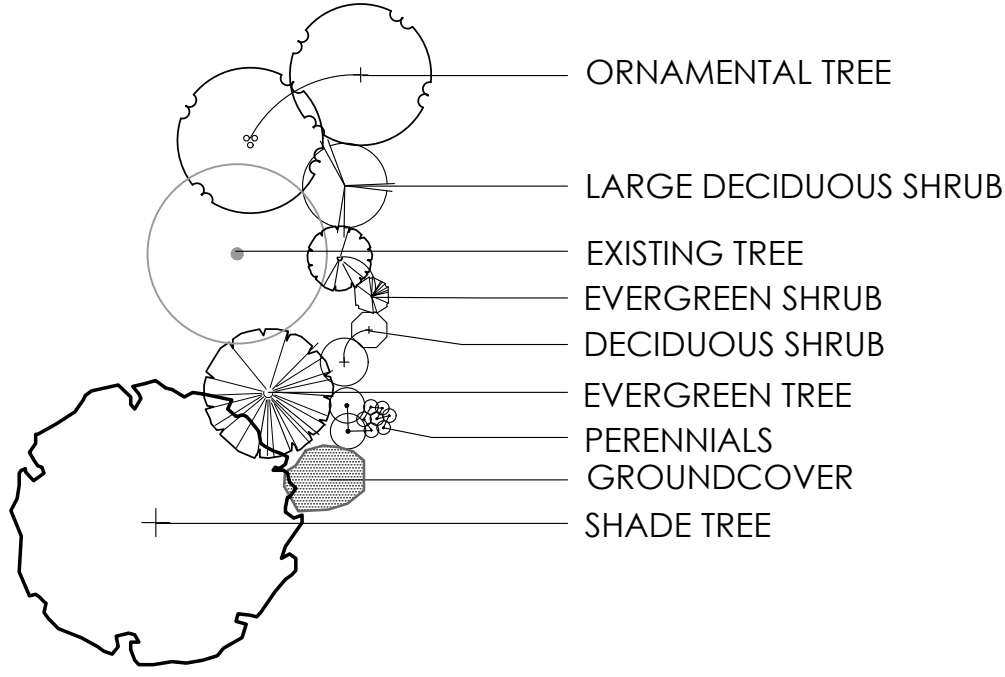 ORNAMENTAL TREE
LARGE DECIDUOUS SHRUB
EXISTING TREE
EVERGREEN SHRUB
DECIDUOUS SHRUB
EVERGREEN TREE
PERENNIALS
GROUNDCOVER
SHADE TREE